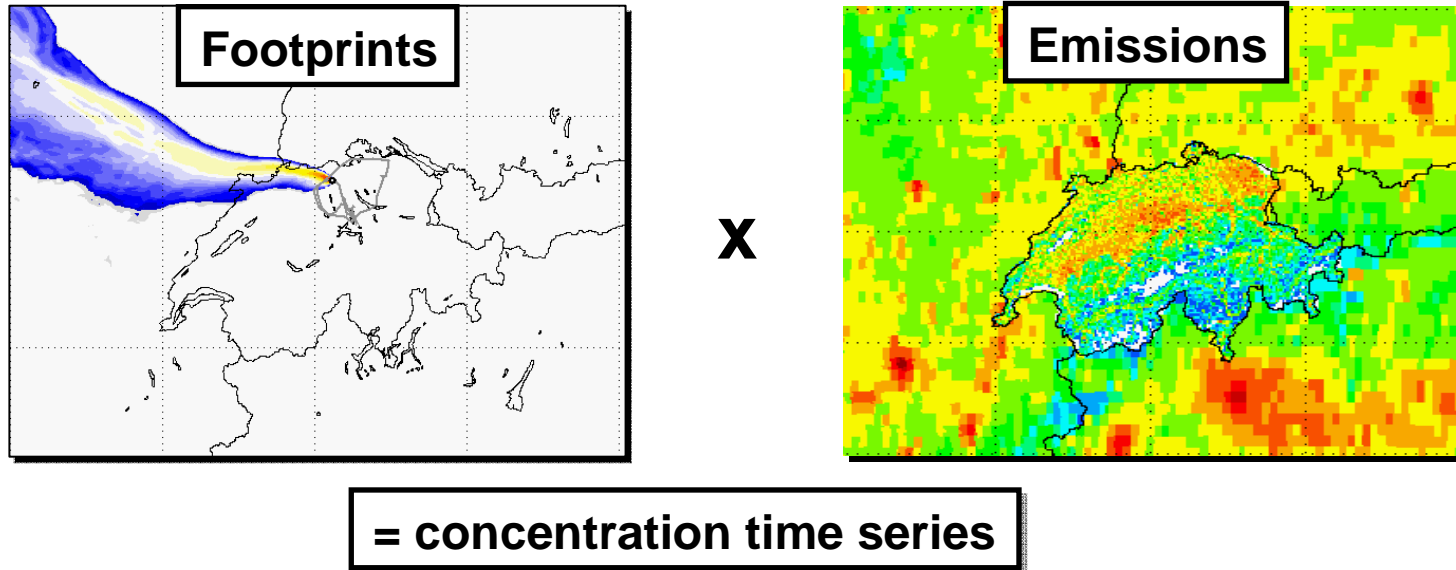 Footprints
Emissions
x
= concentration time series